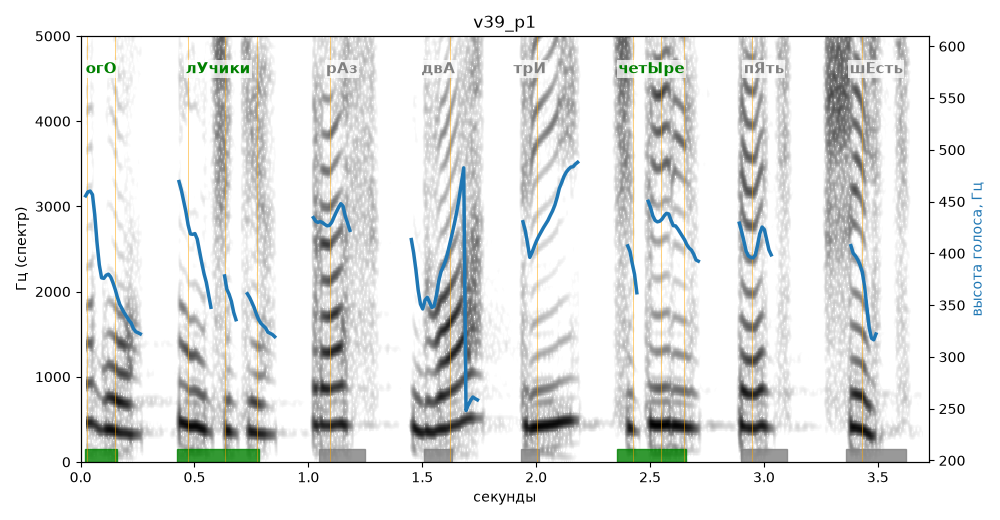 v39_p1
огО лУчики рАз двА трИ четЫре пЯть шЕсть
5000
4000
3000
2000
1000
0
Гц (спектр)
600
550
500
450
400
350
300
250
200
высота голоса, Гц
0.0 0.5 1.0 1.5 2.0 2.5 3.0 3.5
секунды